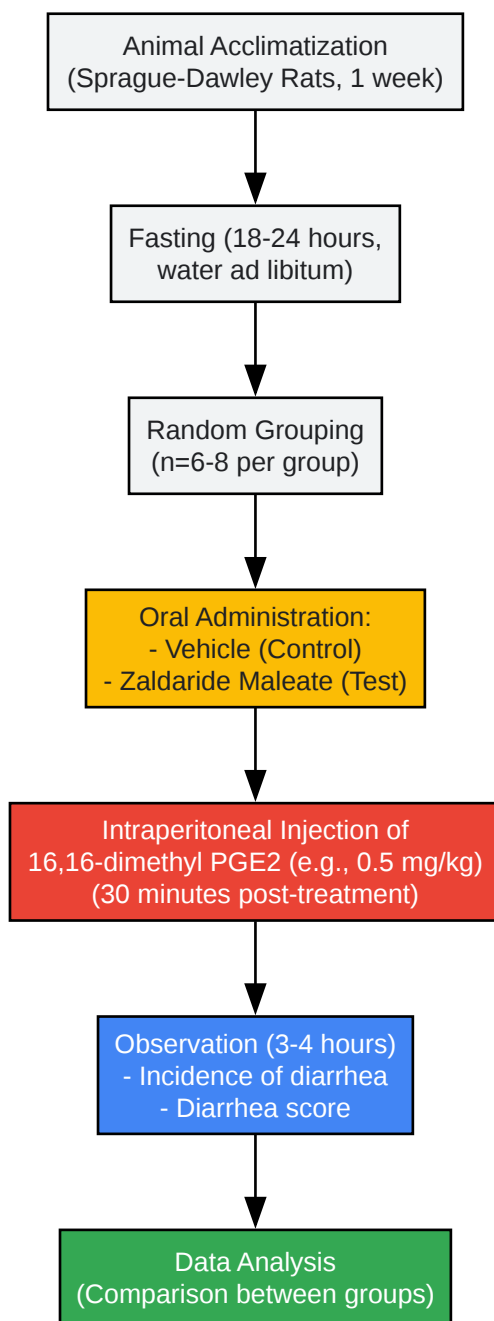 Animal Acclimatization
(Sprague-Dawley Rats, 1 week)
Fasting (18-24 hours,
water ad libitum)
Random Grouping
(n=6-8 per group)
Oral Administration:
- Vehicle (Control)
- Zaldaride Maleate (Test)
Intraperitoneal Injection of
16,16-dimethyl PGE2 (e.g., 0.5 mg/kg)
(30 minutes post-treatment)
Observation (3-4 hours)
- Incidence of diarrhea
- Diarrhea score
Data Analysis
(Comparison between groups)